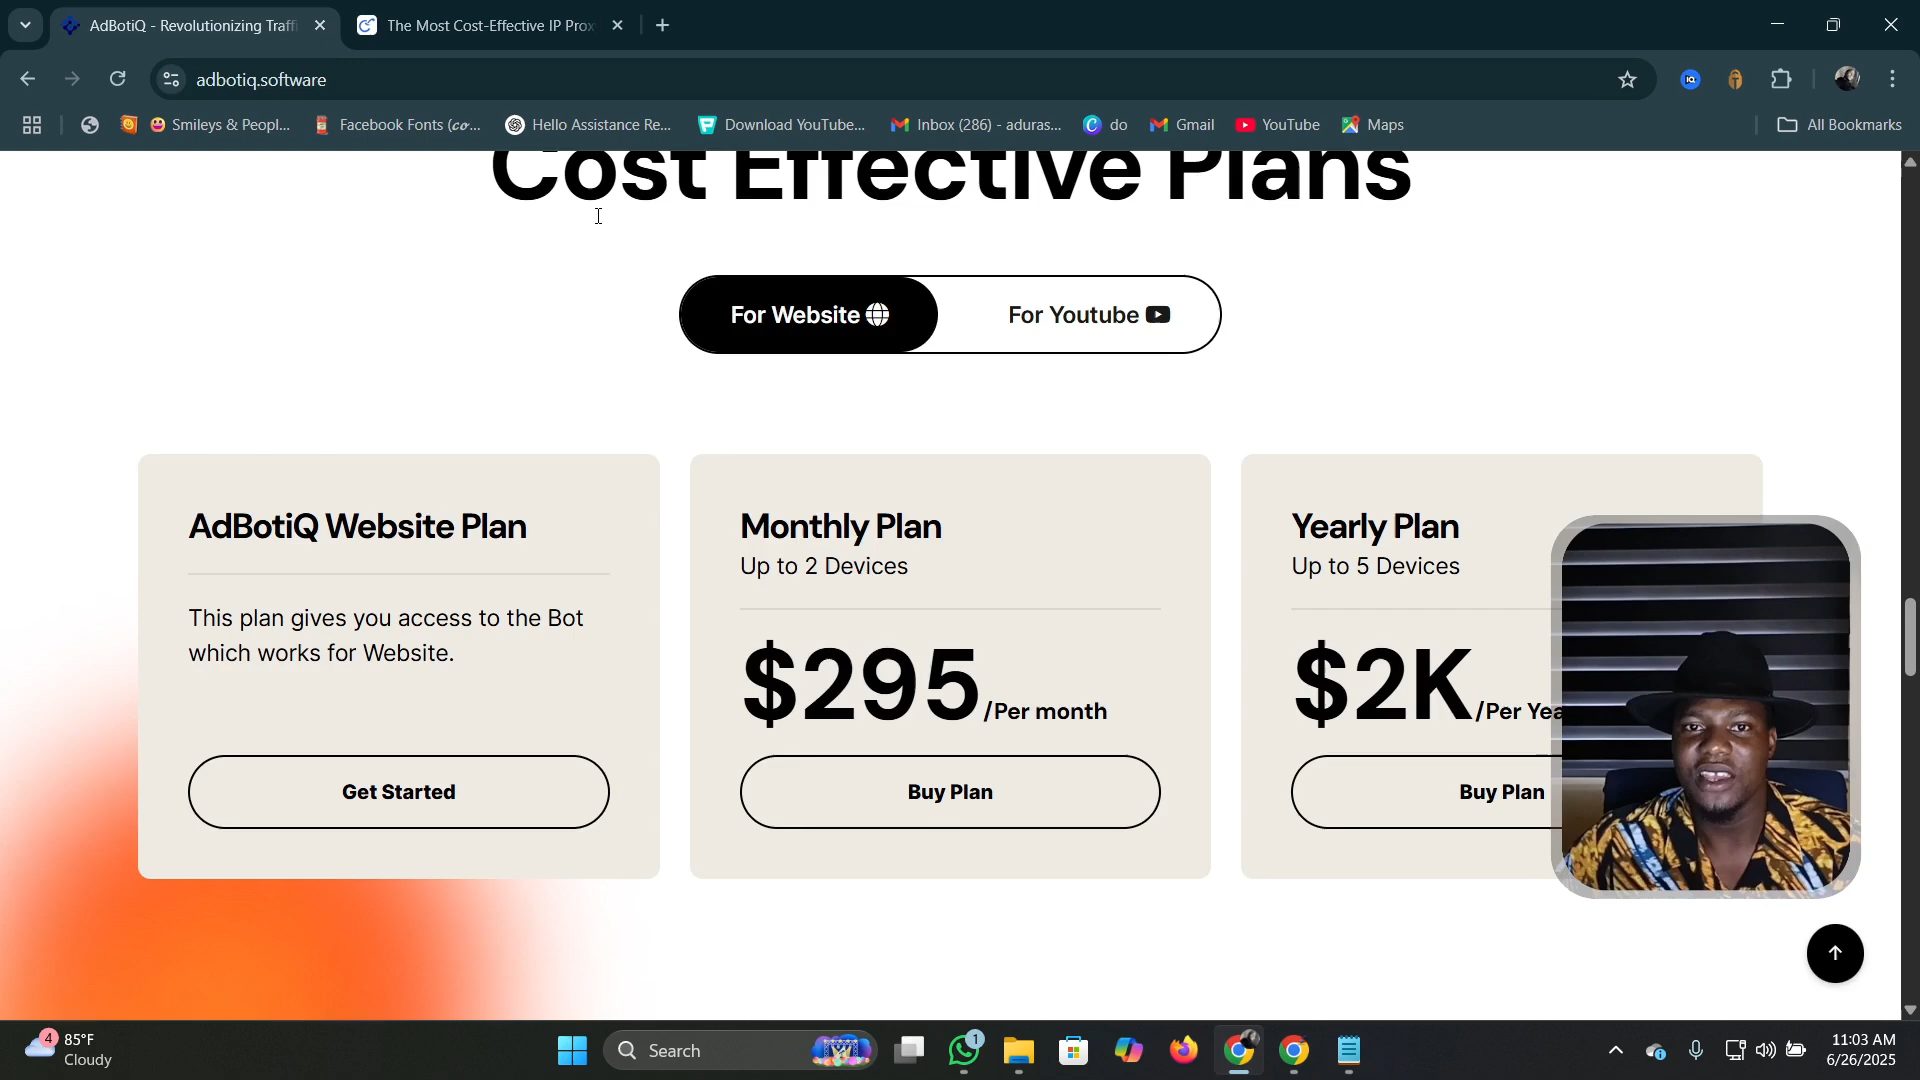 AdBotiQ - Revolutionizing Traffi
The Most Cost-Effective IP Prox
adbotiq.software
Smileys & Peopl...
Facebook Fonts (𝓬𝓸...
Hello Assistance Re...
Download YouTube...
Inbox (286) - aduras...
do
Gmail
YouTube
Maps
All Bookmarks
Cost Effective Plans
For Website
For Youtube
AdBotiQ Website Plan
This plan gives you access to the Bot
which works for Website.
Get Started
Monthly Plan
Up to 2 Devices
$295/Per month
Buy Plan
Yearly Plan
Up to 5 Devices
$2K/Per Yea
Buy Plan
4
85°F
Cloudy
Search
1
11:03 AM
6/26/2025